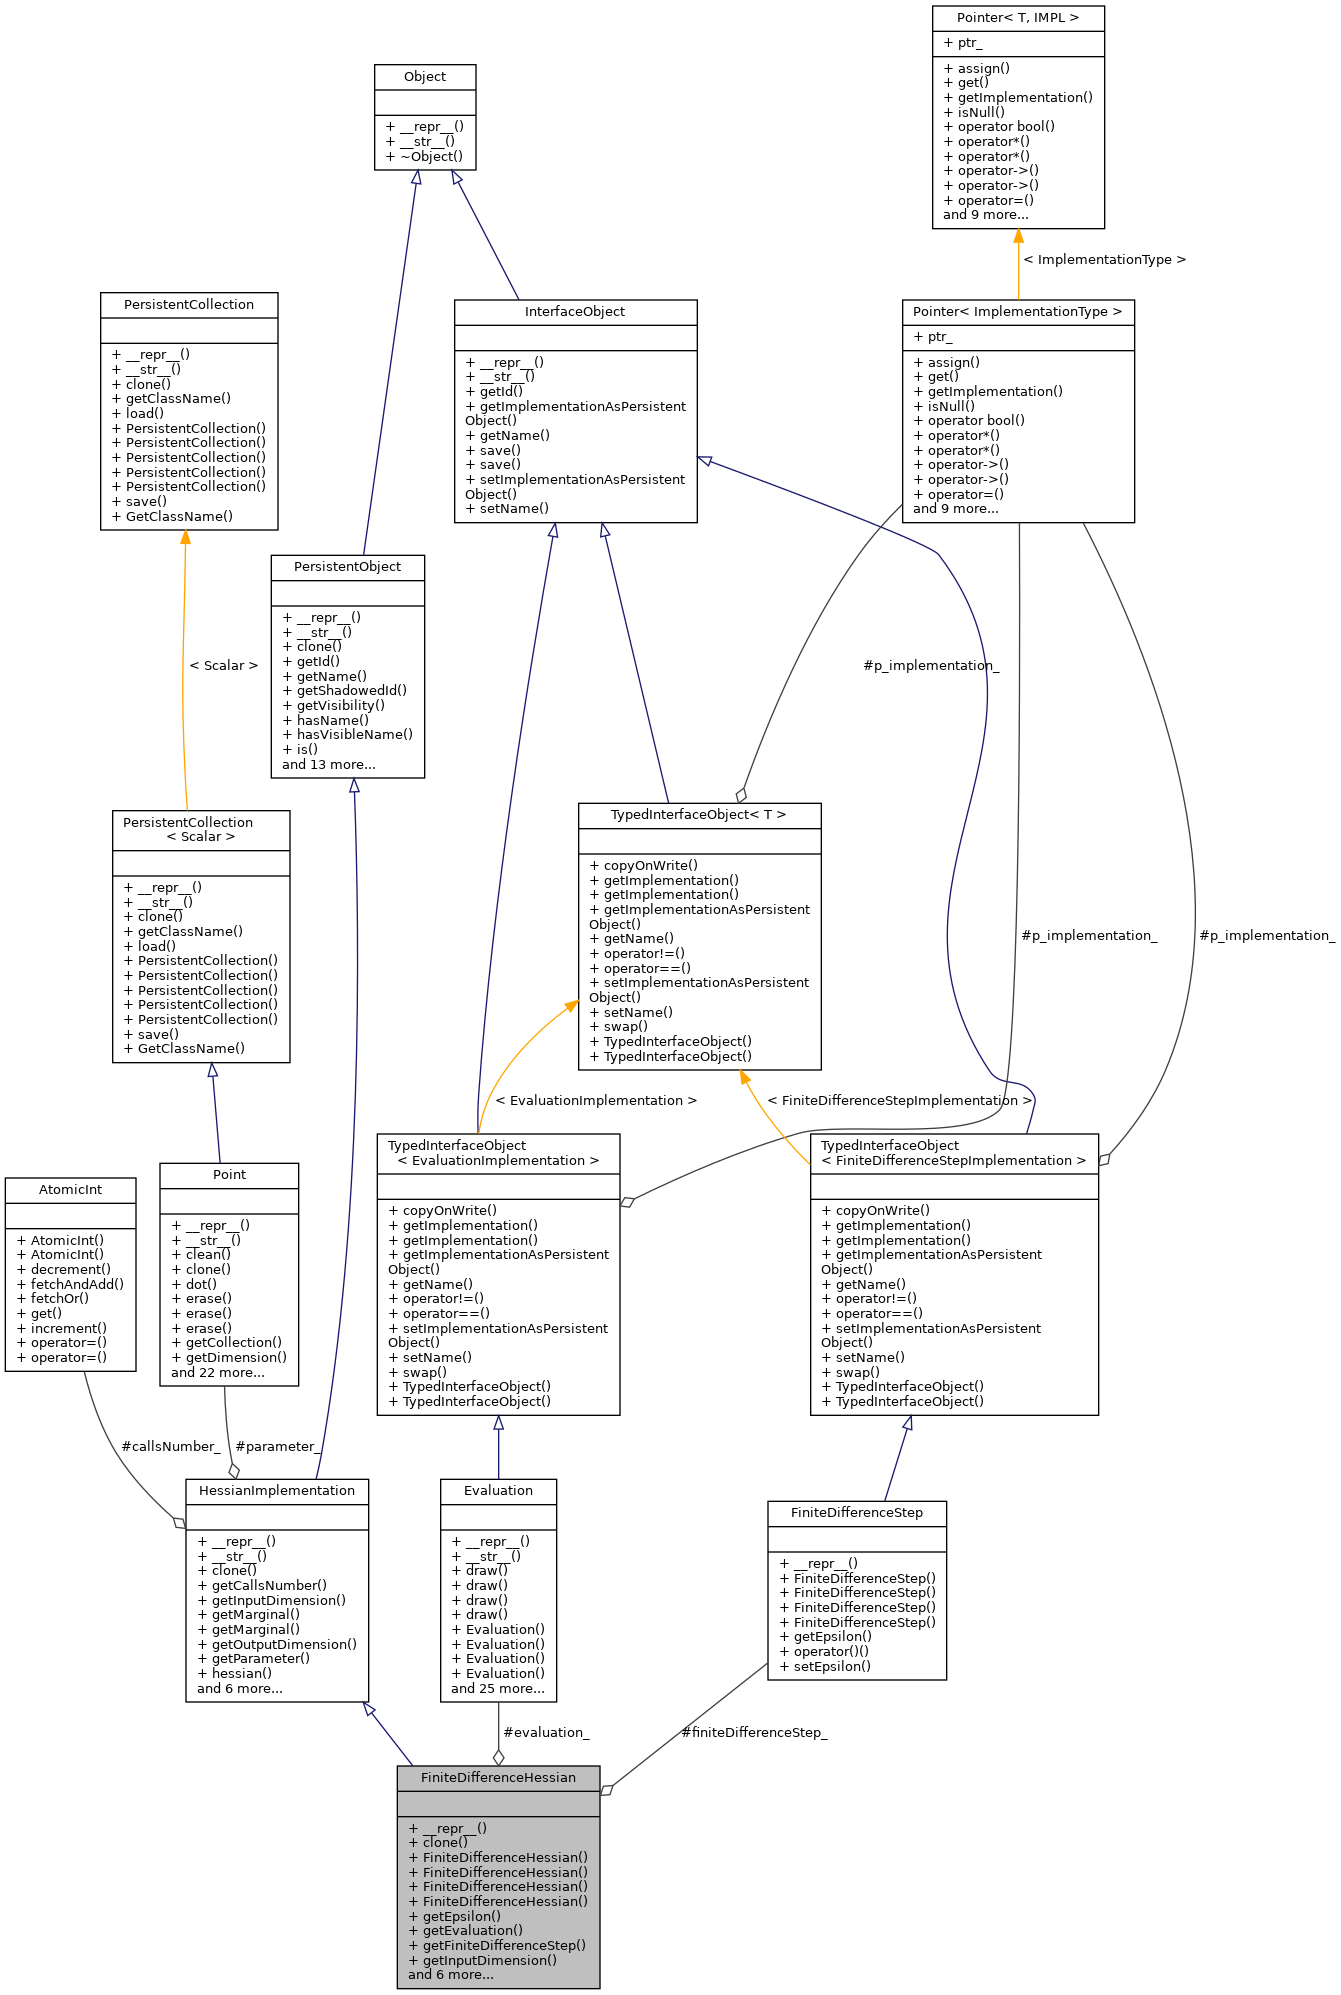 Pointer< T, IMPL >
+ ptr_
+ assign()
+ get()
+ getImplementation()
+ isNull()
+ operator bool()
+ operator*()
+ operator*()
+ operator->()
+ operator->()
+ operator=()
and 9 more...
Object
+ __repr__()
+ __str__()
+ ~Object()
< ImplementationType >
PersistentCollection
+ __repr__()
+ __str__()
+ clone()
+ getClassName()
+ load()
+ PersistentCollection()
+ PersistentCollection()
+ PersistentCollection()
+ PersistentCollection()
+ PersistentCollection()
+ save()
+ GetClassName()
InterfaceObject
+ __repr__()
+ __str__()
+ getId()
+ getImplementationAsPersistent
Object()
+ getName()
+ save()
+ save()
+ setImplementationAsPersistent
Object()
+ setName()
Pointer< ImplementationType >
+ ptr_
+ assign()
+ get()
+ getImplementation()
+ isNull()
+ operator bool()
+ operator*()
+ operator*()
+ operator->()
+ operator->()
+ operator=()
and 9 more...
PersistentObject
+ __repr__()
+ __str__()
+ clone()
+ getId()
+ getName()
+ getShadowedId()
+ getVisibility()
+ hasName()
+ hasVisibleName()
+ is()
and 13 more...
< Scalar >
#p_implementation_
PersistentCollection
< Scalar >
+ __repr__()
+ __str__()
+ clone()
+ getClassName()
+ load()
+ PersistentCollection()
+ PersistentCollection()
+ PersistentCollection()
+ PersistentCollection()
+ PersistentCollection()
+ save()
+ GetClassName()
TypedInterfaceObject< T >
+ copyOnWrite()
+ getImplementation()
+ getImplementation()
+ getImplementationAsPersistent
Object()
+ getName()
+ operator!=()
+ operator==()
+ setImplementationAsPersistent
Object()
+ setName()
+ swap()
+ TypedInterfaceObject()
+ TypedInterfaceObject()
#p_implementation_
#p_implementation_
< EvaluationImplementation >
< FiniteDifferenceStepImplementation >
AtomicInt
+ AtomicInt()
+ AtomicInt()
+ decrement()
+ fetchAndAdd()
+ fetchOr()
+ get()
+ increment()
+ operator=()
+ operator=()
Point
+ __repr__()
+ __str__()
+ clean()
+ clone()
+ dot()
+ erase()
+ erase()
+ erase()
+ getCollection()
+ getDimension()
and 22 more...
TypedInterfaceObject
< EvaluationImplementation >
+ copyOnWrite()
+ getImplementation()
+ getImplementation()
+ getImplementationAsPersistent
Object()
+ getName()
+ operator!=()
+ operator==()
+ setImplementationAsPersistent
Object()
+ setName()
+ swap()
+ TypedInterfaceObject()
+ TypedInterfaceObject()
TypedInterfaceObject
< FiniteDifferenceStepImplementation >
+ copyOnWrite()
+ getImplementation()
+ getImplementation()
+ getImplementationAsPersistent
Object()
+ getName()
+ operator!=()
+ operator==()
+ setImplementationAsPersistent
Object()
+ setName()
+ swap()
+ TypedInterfaceObject()
+ TypedInterfaceObject()
#callsNumber_
#parameter_
HessianImplementation
+ __repr__()
+ __str__()
+ clone()
+ getCallsNumber()
+ getInputDimension()
+ getMarginal()
+ getMarginal()
+ getOutputDimension()
+ getParameter()
+ hessian()
and 6 more...
Evaluation
+ __repr__()
+ __str__()
+ draw()
+ draw()
+ draw()
+ draw()
+ Evaluation()
+ Evaluation()
+ Evaluation()
+ Evaluation()
and 25 more...
FiniteDifferenceStep
+ __repr__()
+ FiniteDifferenceStep()
+ FiniteDifferenceStep()
+ FiniteDifferenceStep()
+ FiniteDifferenceStep()
+ getEpsilon()
+ operator()()
+ setEpsilon()
#evaluation_
#finiteDifferenceStep_
FiniteDifferenceHessian
+ __repr__()
+ clone()
+ FiniteDifferenceHessian()
+ FiniteDifferenceHessian()
+ FiniteDifferenceHessian()
+ FiniteDifferenceHessian()
+ getEpsilon()
+ getEvaluation()
+ getFiniteDifferenceStep()
+ getInputDimension()
and 6 more...